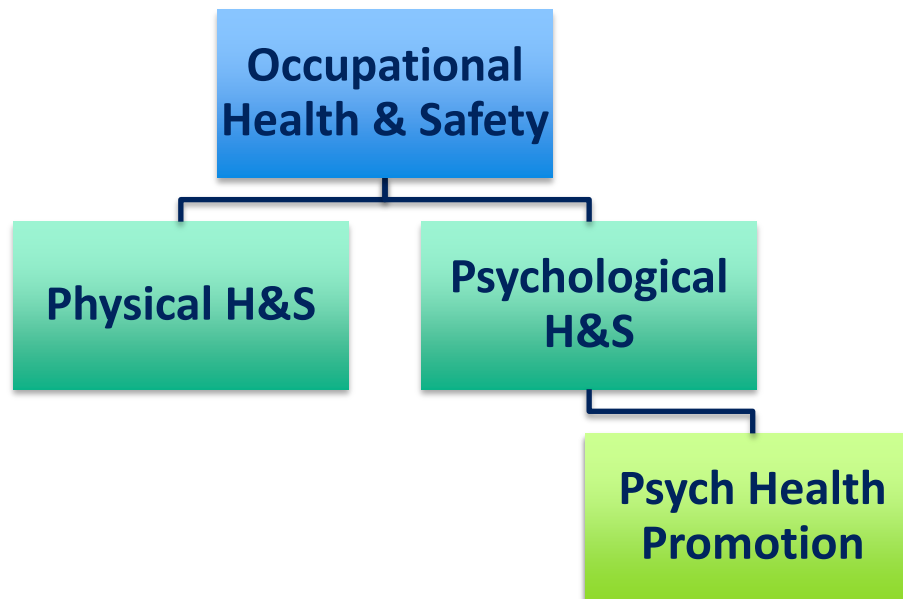 Occupational
Health & Safety
Physical H&S
Psychological
H&S
Psych Health
Promotion